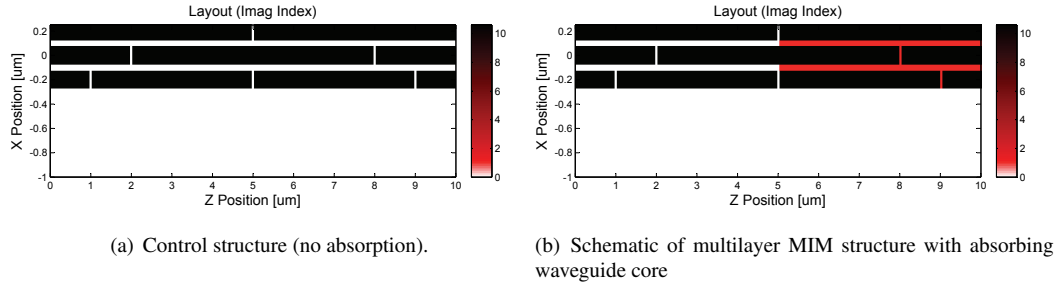 Layout (Imag Index)
0.2
0
-0.2
-0.4
-0.6
-0.8
-1
X Position [um]
0 1 2 3 4 5 6 7 8 9 10
Z Position [um]
10
8
6
4
2
0
(a) Control structure (no absorption).
Layout (Imag Index)
0.2
0
-0.2
-0.4
-0.6
-0.8
-1
X Position [um]
0 1 2 3 4 5 6 7 8 9 10
Z Position [um]
10
8
6
4
2
0
(b) Schematic of multilayer MIM structure with absorbing
waveguide core